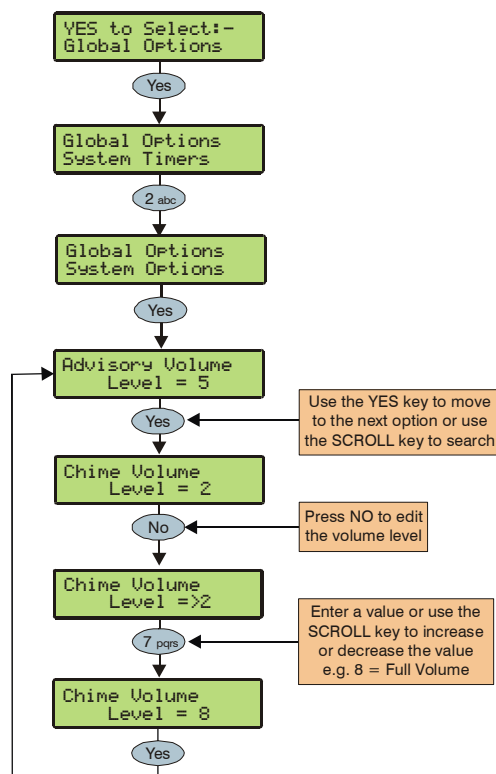 YES to Select:-
Global Options
Yes
Global Options
System Timers
2 abc
Global Options
System Options
Yes
Advisory Volume
Level = 5
Yes
Use the YES key to move
to the next option or use
the SCROLL key to search
Chime Volume
Level = 2
No
Press NO to edit
the volume level
Chime Volume
Level =>2
7 pqrs
Enter a value or use the
SCROLL key to increase
or decrease the value
e.g. 8 = Full Volume
Chime Volume
Level = 8
Yes